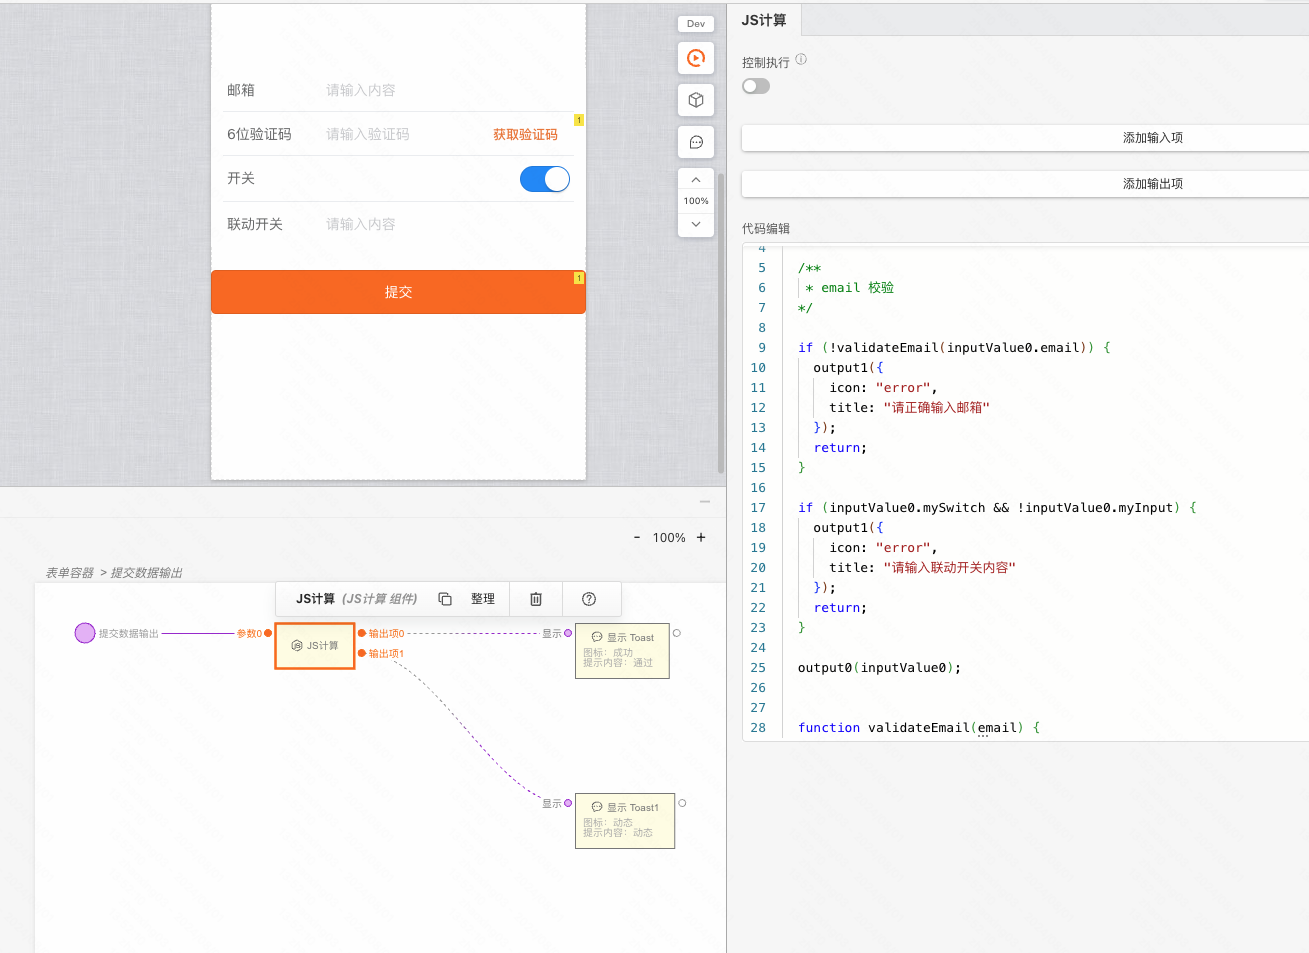 Dev
邮箱
请输入内容
1
6位验证码
请输入验证码
获取验证码
开关
联动开关
请输入内容
100%
1
提交
- 100% +
表单容器 > 提交数据输出
JS计算 (JS计算 组件)
整理
提交数据输出
参数0
JS计算
输出项0
输出项1
显示
显示 Toast
图标：成功
提示内容：通过
显示
显示 Toast1
图标：动态
提示内容：动态
JS计算
控制执行
添加输入项
添加输出项
代码编辑
4
5 /**
6 * email 校验
7 */
8
9 if (!validateEmail(inputValue0.email)) {
10 output1({
11 icon: "error",
12 title: "请正确输入邮箱"
13 });
14 return;
15 }
16
17 if (inputValue0.mySwitch && !inputValue0.myInput) {
18 output1({
19 icon: "error",
20 title: "请输入联动开关内容"
21 });
22 return;
23 }
24
25 output0(inputValue0);
26
27
28 function validateEmail(email) {